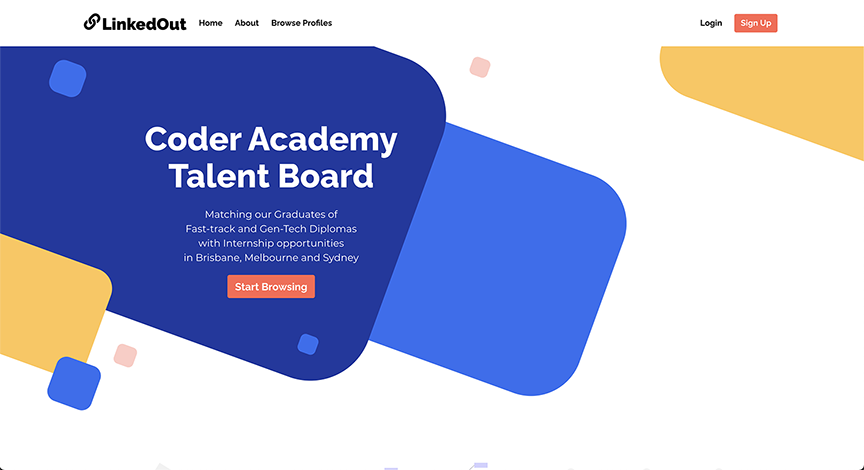 LinkedOut Home About Browse Profiles Login Sign Up
Coder Academy
Talent Board
Matching our Graduates of
Fast-track and Gen-Tech Diplomas
with Internship opportunities
in Brisbane, Melbourne and Sydney
Start Browsing